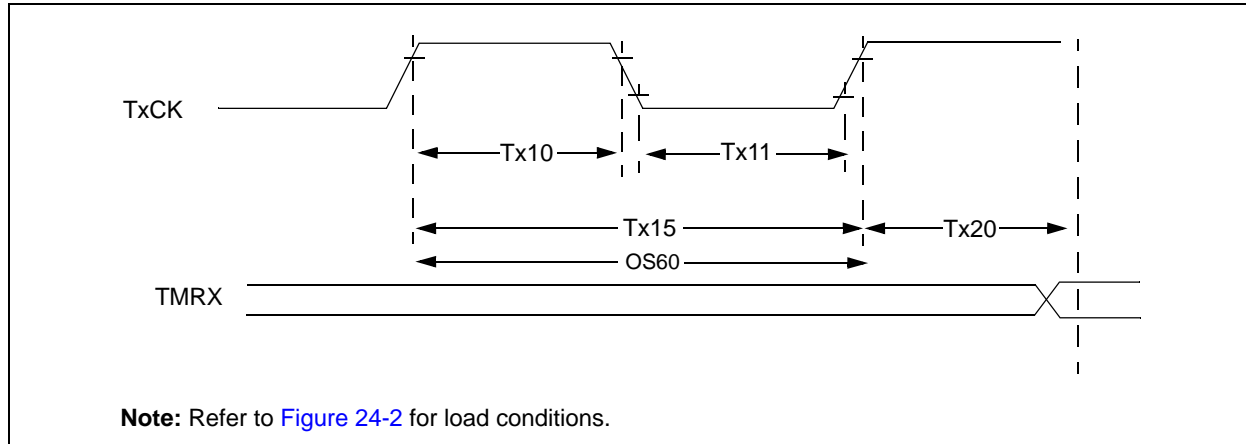 TxCK
Tx10
Tx11
Tx15
Tx20
OS60
TMRX
Note: Refer to Figure 24-2 for load conditions.